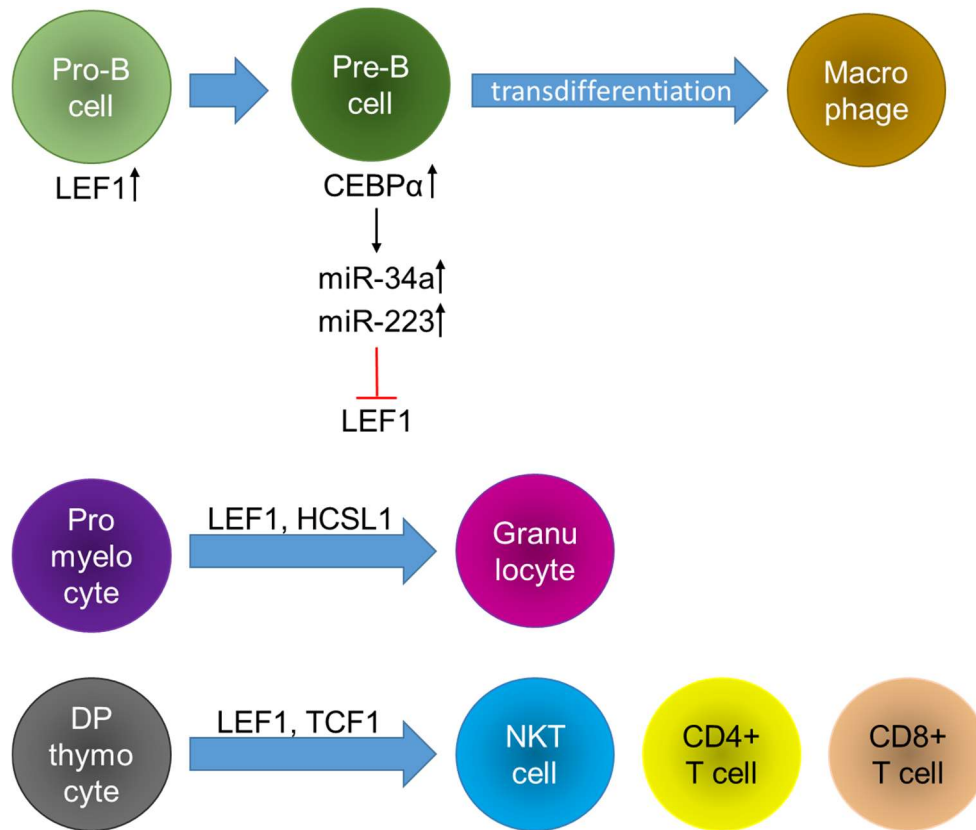 Pro-B
cell
Pre-B
cell
transdifferentiation
Macro
phage
LEF1↑
CEBPα↑
miR-34a↑
miR-223↑
LEF1
Pro
myelo
cyte
LEF1, HCSL1
Granu
locyte
DP
thymo
cyte
LEF1, TCF1
NKT
cell
CD4+
T cell
CD8+
T cell